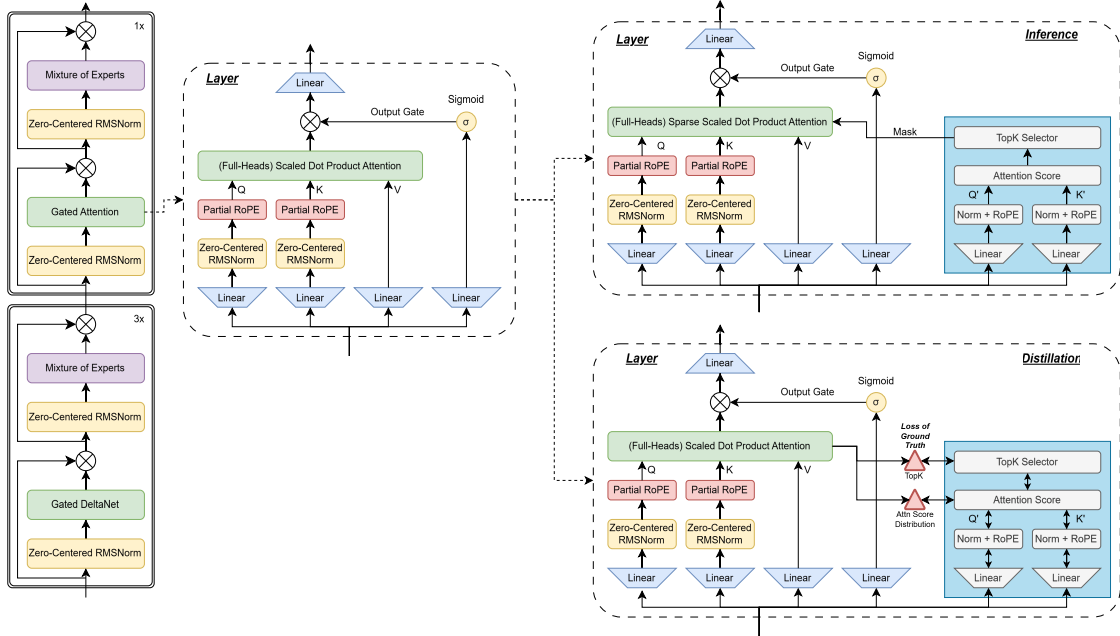 1x
Mixture of Experts
Zero-Centered RMSNorm
Gated Attention
Zero-Centered RMSNorm
3x
Mixture of Experts
Zero-Centered RMSNorm
Gated DeltaNet
Zero-Centered RMSNorm
Layer
Linear
Sigmoid
Output Gate
σ
(Full-Heads) Scaled Dot Product Attention
Q
K
V
Partial RoPE
Partial RoPE
Zero-Centered
RMSNorm
Zero-Centered
RMSNorm
Linear
Linear
Linear
Linear
Layer
Inference
Linear
Sigmoid
Output Gate
σ
(Full-Heads) Sparse Scaled Dot Product Attention
Mask
TopK Selector
Q
K
V
Partial RoPE
Partial RoPE
Attention Score
Q'
K'
Zero-Centered
RMSNorm
Zero-Centered
RMSNorm
Norm + RoPE
Norm + RoPE
Linear
Linear
Linear
Linear
Linear
Linear
Layer
Distillation
Linear
Sigmoid
Output Gate
σ
(Full-Heads) Scaled Dot Product Attention
Loss of
Ground
Truth
TopK
TopK Selector
Q
K
V
Partial RoPE
Partial RoPE
Attn Score
Distribution
Attention Score
Q'
K'
Zero-Centered
RMSNorm
Zero-Centered
RMSNorm
Norm + RoPE
Norm + RoPE
Linear
Linear
Linear
Linear
Linear
Linear